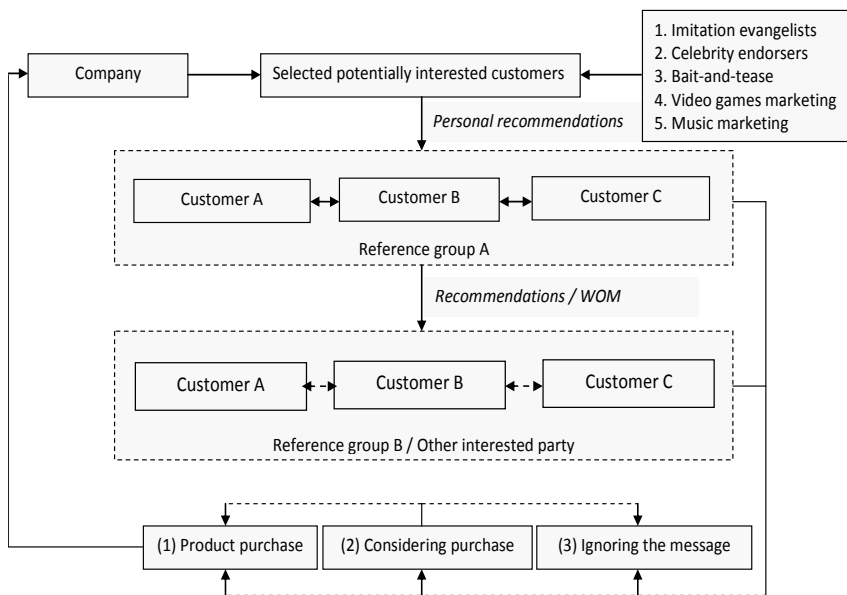 1. Imitation evangelists
2. Celebrity endorsers
3. Bait-and-tease
4. Video games marketing
5. Music marketing
Company
Selected potentially interested customers
Personal recommendations
Customer A
Customer B
Customer C
Reference group A
Recommendations / WOM
Customer A
Customer B
Customer C
Reference group B / Other interested party
(1) Product purchase
(2) Considering purchase
(3) Ignoring the message